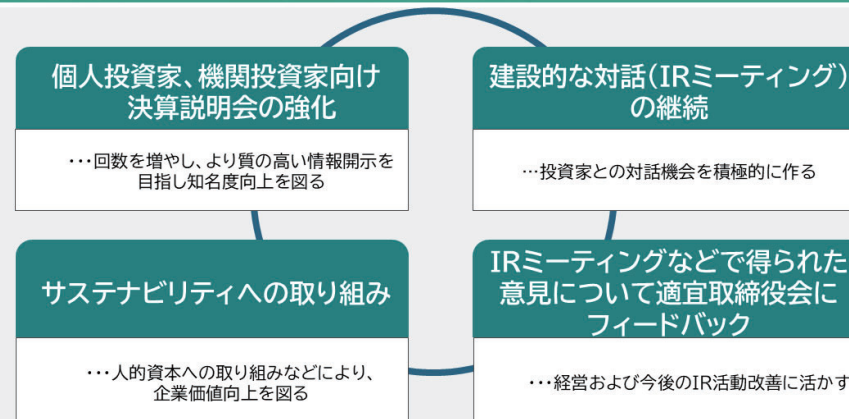 個人投資家、機関投資家向け
決算説明会の強化
・・・回数を増やし、より質の高い情報開示を
目指し知名度向上を図る
建設的な対話(IRミーティング)
の継続
…投資家との対話機会を積極的に作る
サステナビリティへの取り組み
・・・人的資本への取り組みなどにより、
企業価値向上を図る
IRミーティングなどで得られた
意見について適宜取締役会に
フィードバック
・・・経営および今後のIR活動改善に活かす